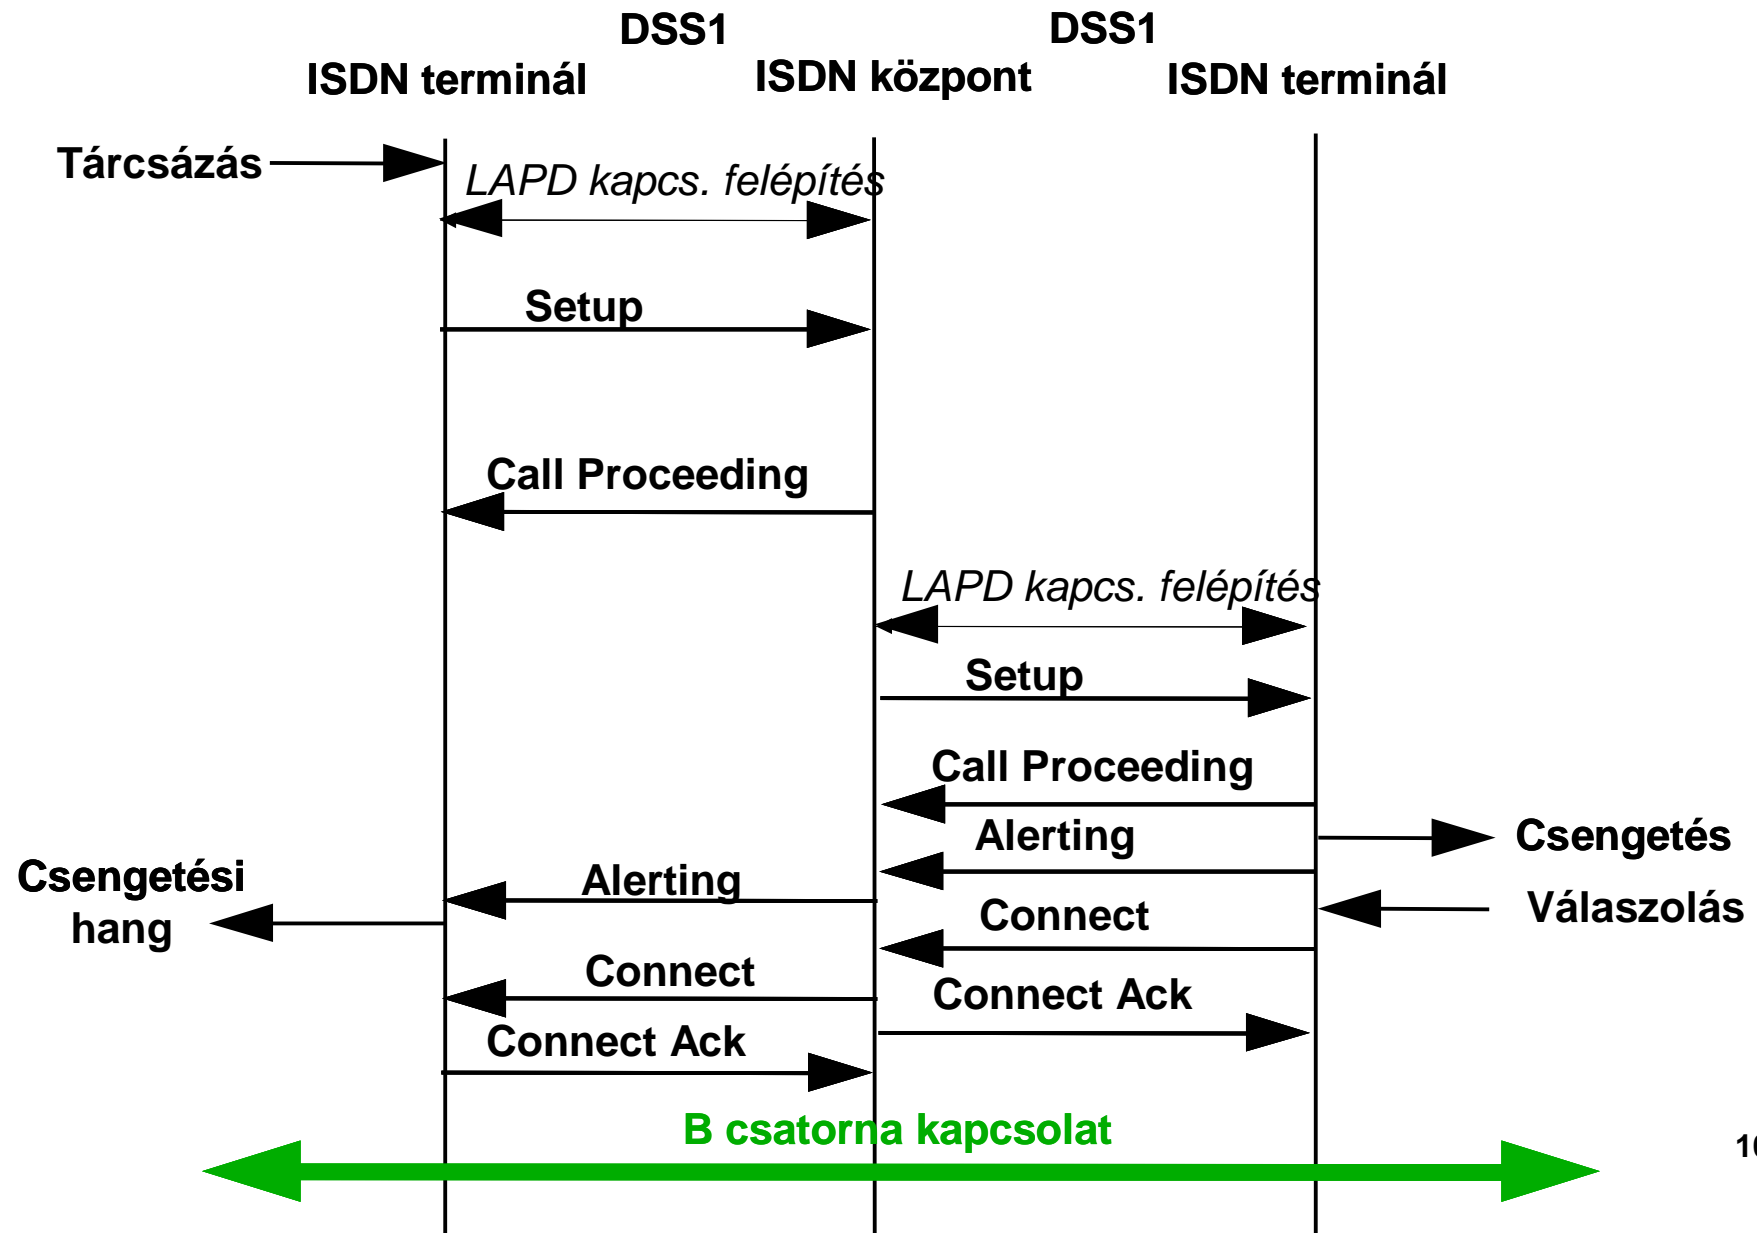 DSS1
DSS1
ISDN terminál
ISDN központ
ISDN terminál
Tárcsázás
LAPD kapcs. felépítés
Setup
Call Proceeding
LAPD kapcs. felépítés
Setup
Call Proceeding
Alerting
Csengetés
Csengetési
hang
Alerting
Connect
Válaszolás
Connect
Connect Ack
Connect Ack
B csatorna kapcsolat